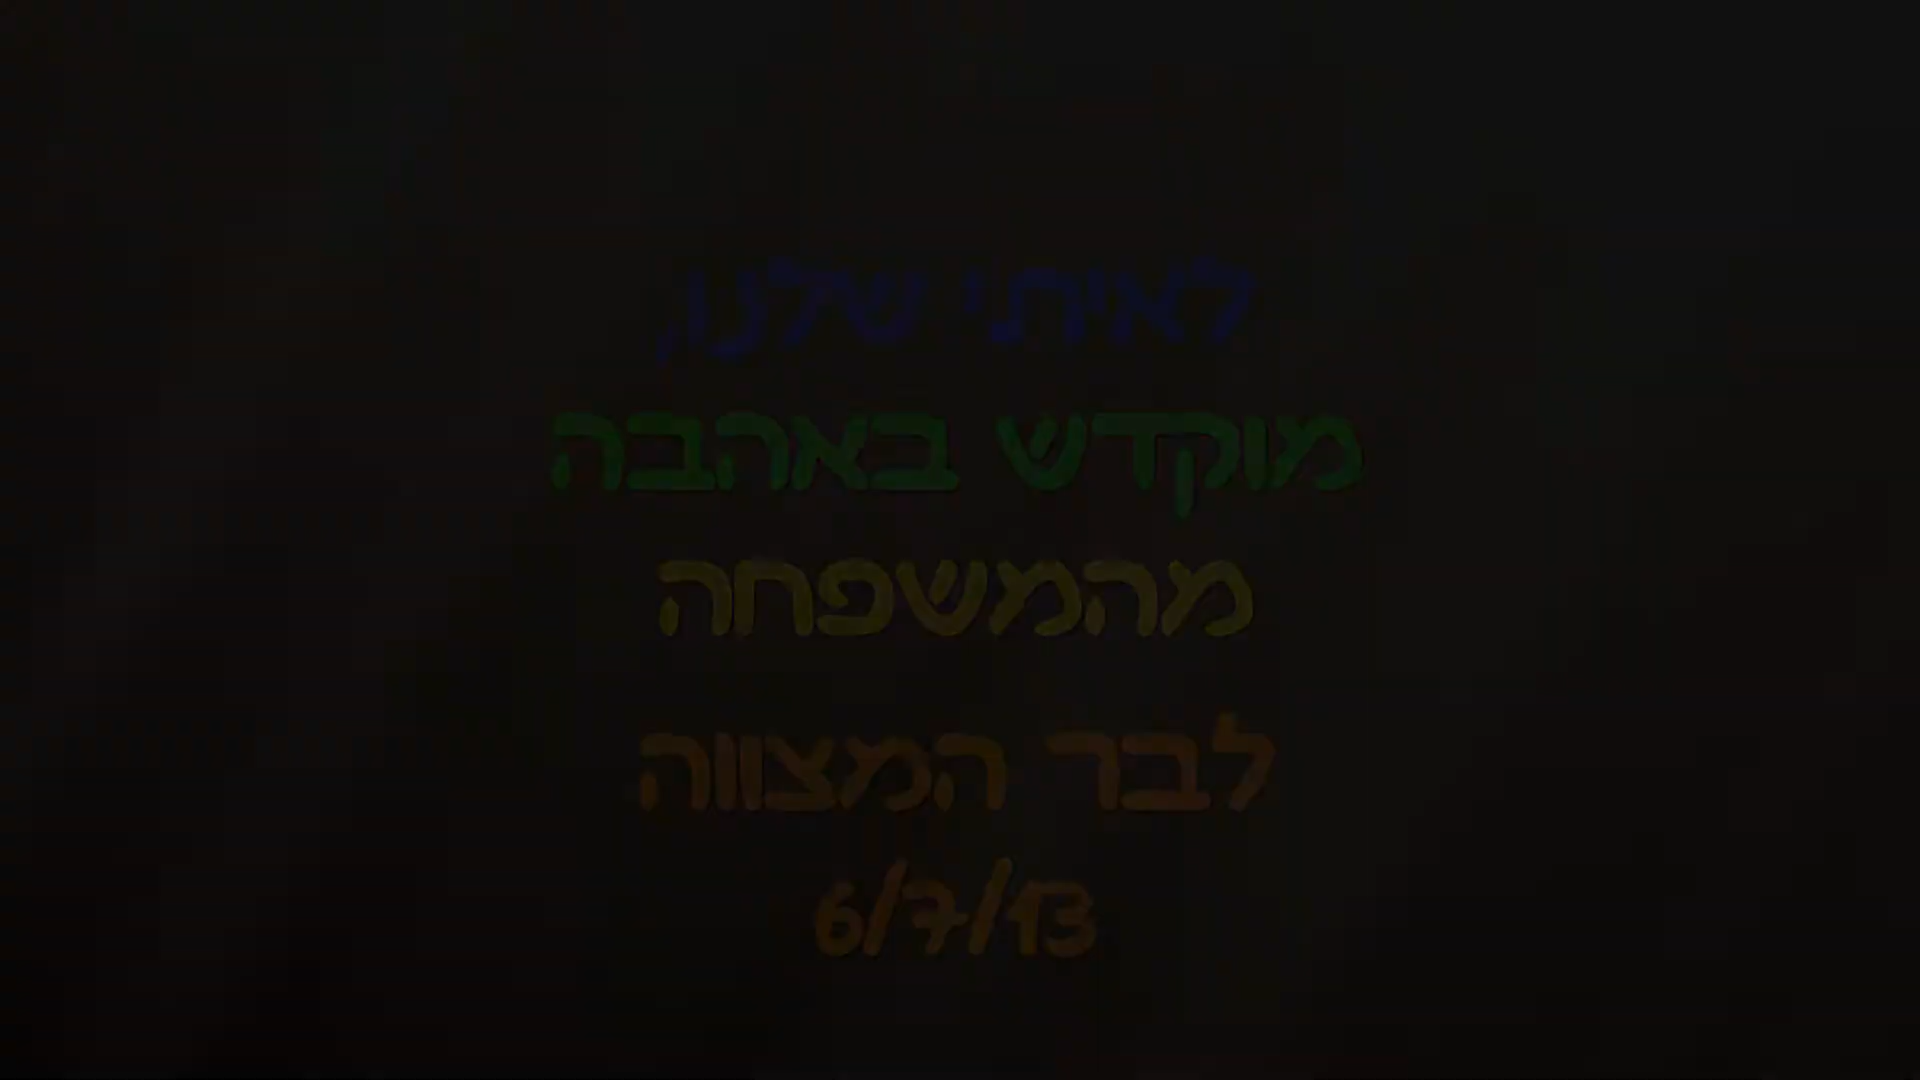 לאיתי שלנו,
מוקדש באהבה
מהמשפחה
לבר המצווה
6/7/13